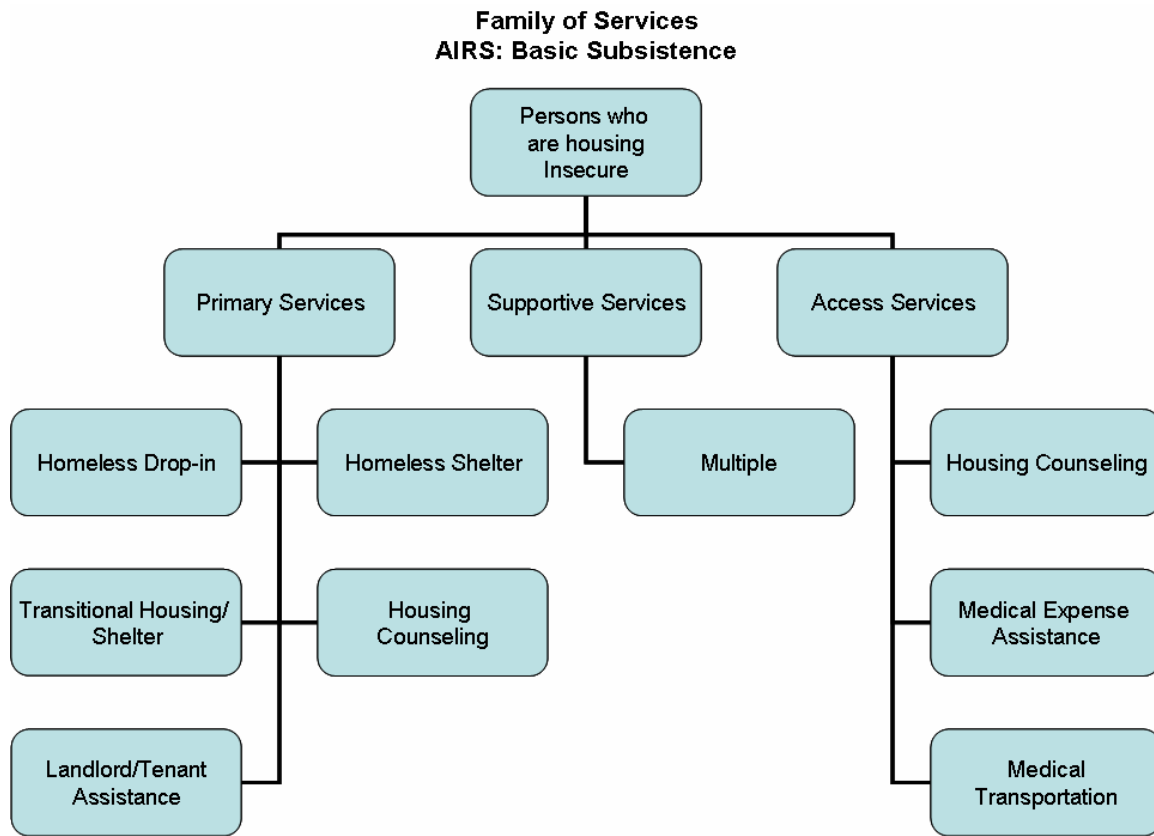 Family of Services
AIRS: Basic Subsistence
Persons who
are housing
Insecure
Primary Services
Supportive Services
Access Services
Homeless Drop-in
Homeless Shelter
Multiple
Housing Counseling
Transitional Housing/
Shelter
Housing
Counseling
Medical Expense
Assistance
Landlord/Tenant
Assistance
Medical
Transportation